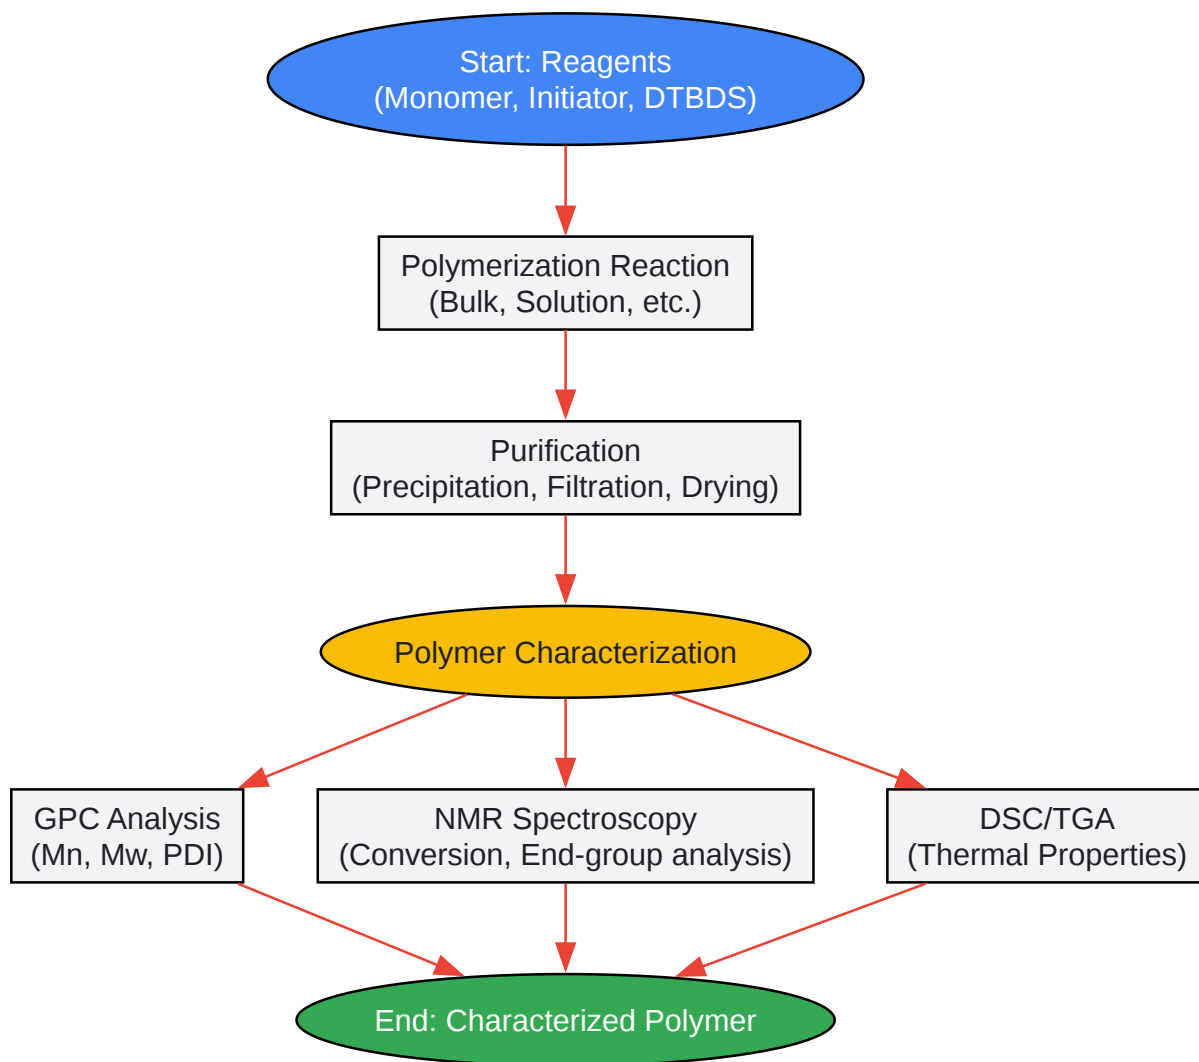 Start: Reagents
(Monomer, Initiator, DTBDS)
Polymerization Reaction
(Bulk, Solution, etc.)
Purification
(Precipitation, Filtration, Drying)
Polymer Characterization
GPC Analysis
(Mn, Mw, PDI)
NMR Spectroscopy
(Conversion, End-group analysis)
DSC/TGA
(Thermal Properties)
End: Characterized Polymer